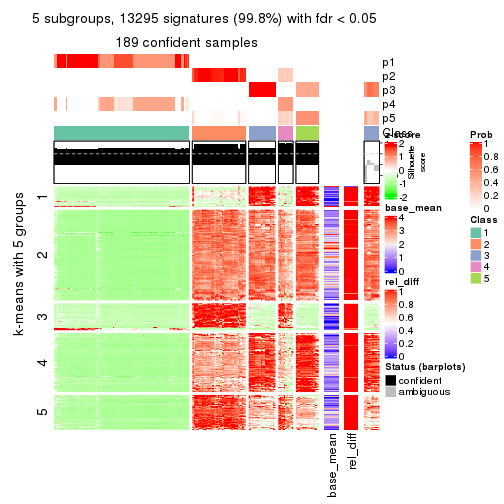 5 subgroups, 13295 signatures (99.8%) with fdr < 0.05
189 confident samples
p1
p2
p3
p4
p5
Class
Silhouette
score
k-means with 5 groups
1
2
3
4
5
base_mean
rel_diff
z-score
2
1
0
-1
-2
base_mean
4
3
2
1
0
rel_diff
1
0.8
0.6
0.4
0.2
0
Status (barplots)
confident
ambiguous
Prob
1
0.8
0.6
0.4
0.2
0
Class
1
2
3
4
5